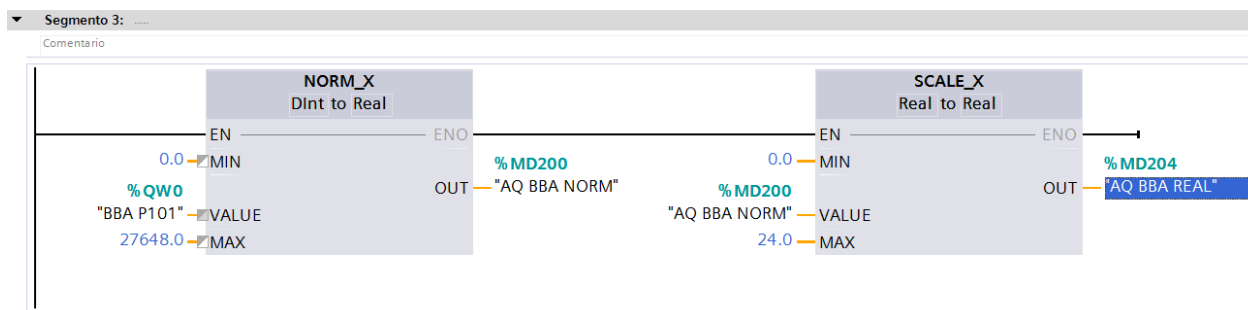 Segmento 3: .....
Comentario
NORM_X
DInt to Real
EN
ENO
0.0
MIN
%MD200
OUT
"AQ BBA NORM"
%QW0
"BBA P101"
VALUE
27648.0
MAX
SCALE_X
Real to Real
EN
ENO
0.0
MIN
%MD204
OUT
"AQ BBA REAL"
%MD200
"AQ BBA NORM"
VALUE
24.0
MAX